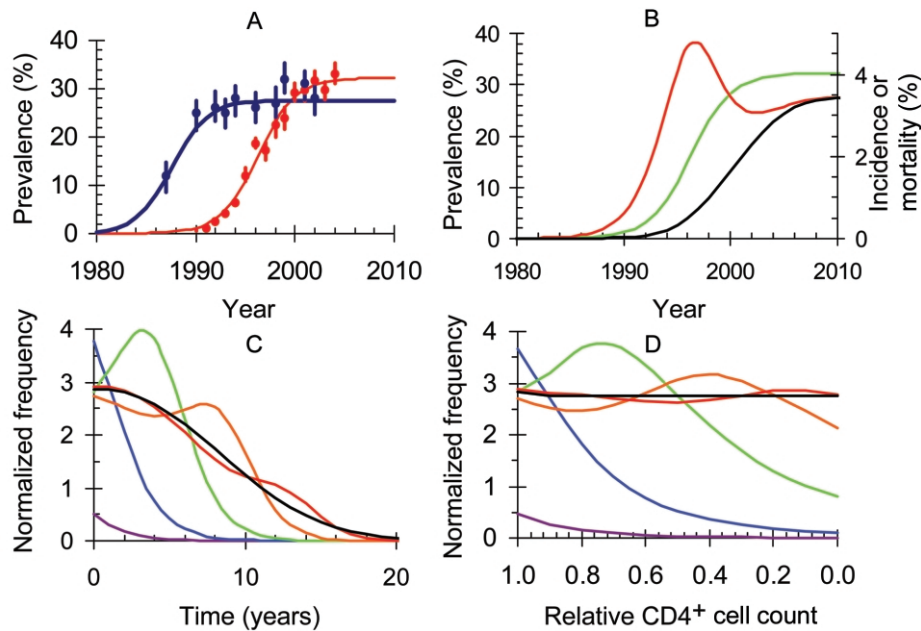 A
Prevalence (%)
40
30
20
10
0
1980 1990 2000 2010
Year
B
Prevalence (%)
40
30
20
10
0
4
2
0
Incidence or
mortality (%)
1980 1990 2000 2010
Year
C
Normalized frequency
4
3
2
1
0
0 10 20
Time (years)
D
Normalized frequency
4
3
2
1
0
1.0 0.8 0.6 0.4 0.2 0.0
Relative CD4⁺ cell count